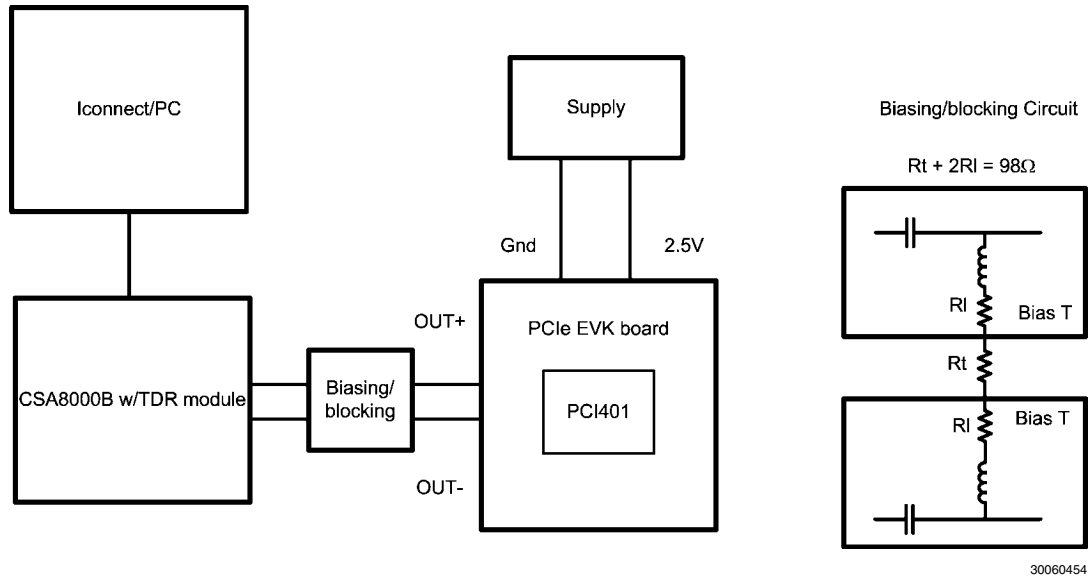 Iconnect/PC
Supply
Biasing/blocking Circuit
Rt + 2Rl = 98Ω
Gnd
2.5V
OUT+
PCIe EVK board
CSA8000B w/TDR module
Biasing/
blocking
PCI401
OUT-
Rl
Bias T
Rt
Rl
Bias T
30060454